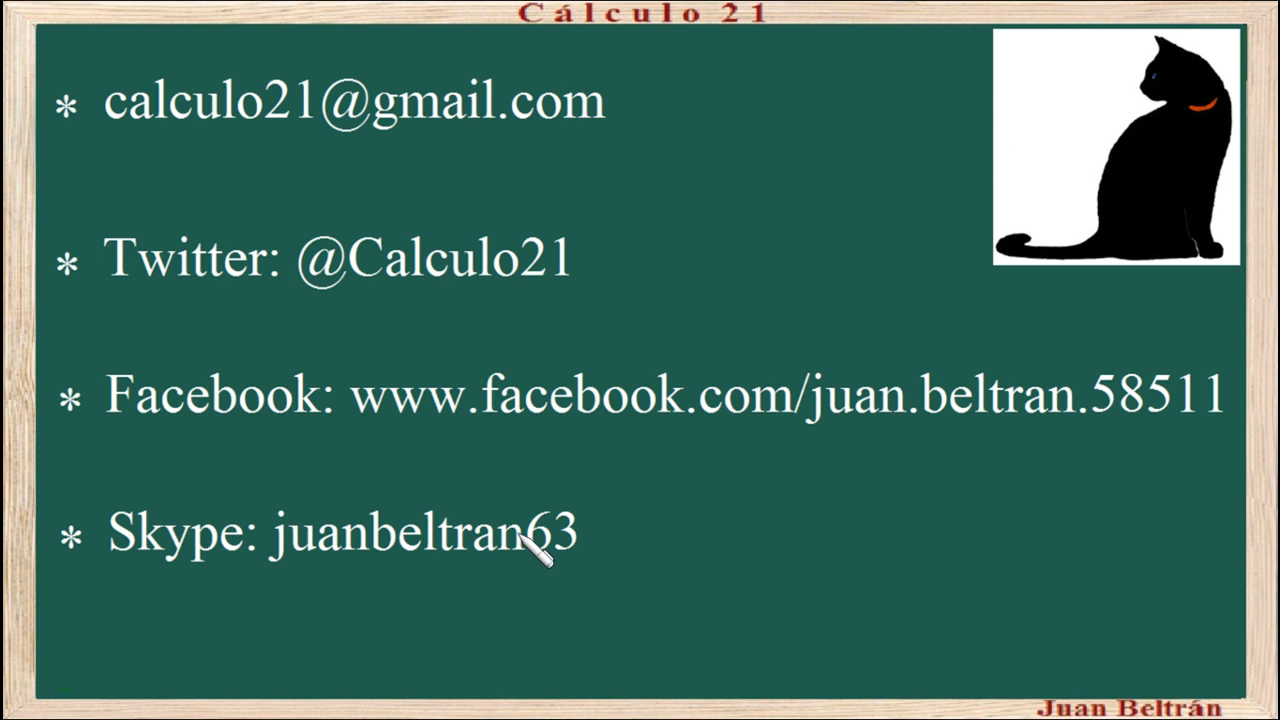 Cálculo 21
* calculo21@gmail.com
* Twitter: @Calculo21
* Facebook: www.facebook.com/juan.beltran.58511
* Skype: juanbeltran63
Juan Beltrán